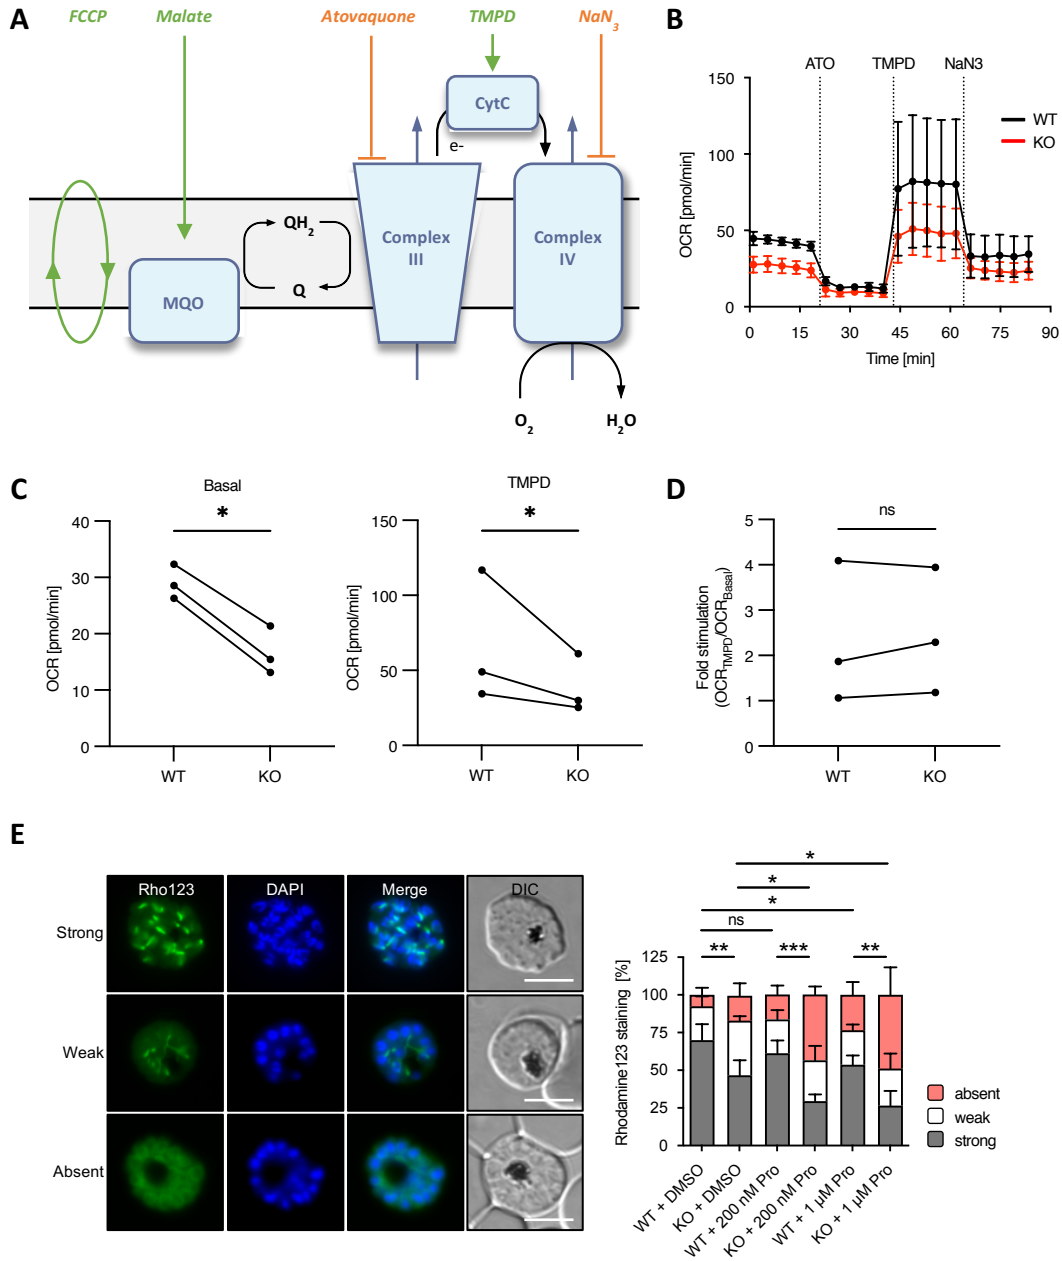 A
FCCP Malate Atovaquone TMPD NaN3
CytC
e-
QH2
Q
MQO
Complex III
Complex IV
O2
H2O
B
ATO TMPD NaN3
150
100
50
0
OCR [pmol/min]
0 15 30 45 60 75 90
Time [min]
WT
KO
C
Basal
*
40
30
20
10
0
OCR [pmol/min]
WT KO
TMPD
*
150
100
50
0
OCR [pmol/min]
WT KO
D
ns
5
4
3
2
1
0
Fold stimulation
(OCRTMPD/OCRBasal)
WT KO
E
Rho123 DAPI Merge DIC
Strong
Weak
Absent
*
*
*
ns
** *** **
125
100
75
50
25
0
Rhodamine123 staining [%]
WT + DMSO
KO + DMSO
WT + 200 nM Pro
KO + 200 nM Pro
WT + 1 µM Pro
KO + 1 µM Pro
absent
weak
strong